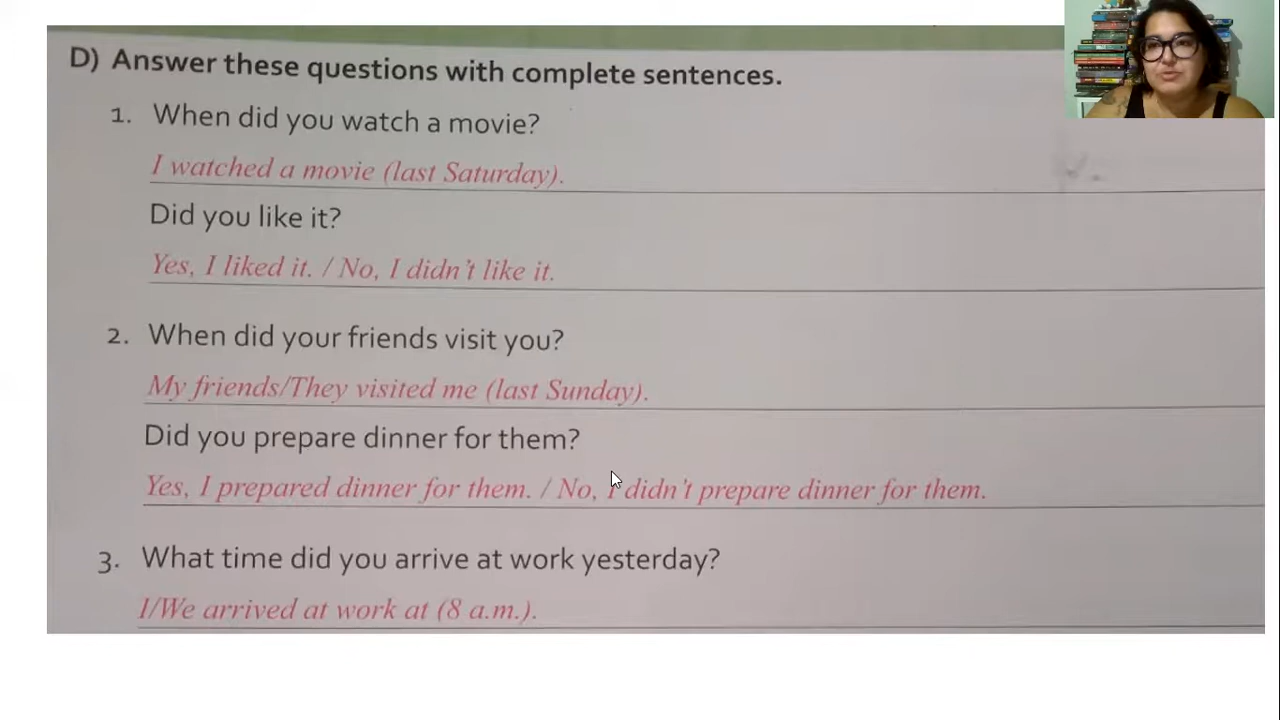 D) Answer these questions with complete sentences.
1. When did you watch a movie?
I watched a movie (last Saturday).
Did you like it?
Yes, I liked it. / No, I didn't like it.
2. When did your friends visit you?
My friends/They visited me (last Sunday).
Did you prepare dinner for them?
Yes, I prepared dinner for them. / No, I didn't prepare dinner for them.
3. What time did you arrive at work yesterday?
I/We arrived at work at (8 a.m.).